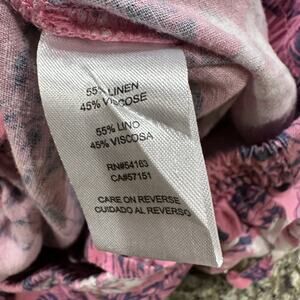 55% LINEN
45% VISCOSE
55% LINO
45% VISCOSA
RN#54163
CA#57151
CARE ON REVERSE
CUIDADO AL REVERSO